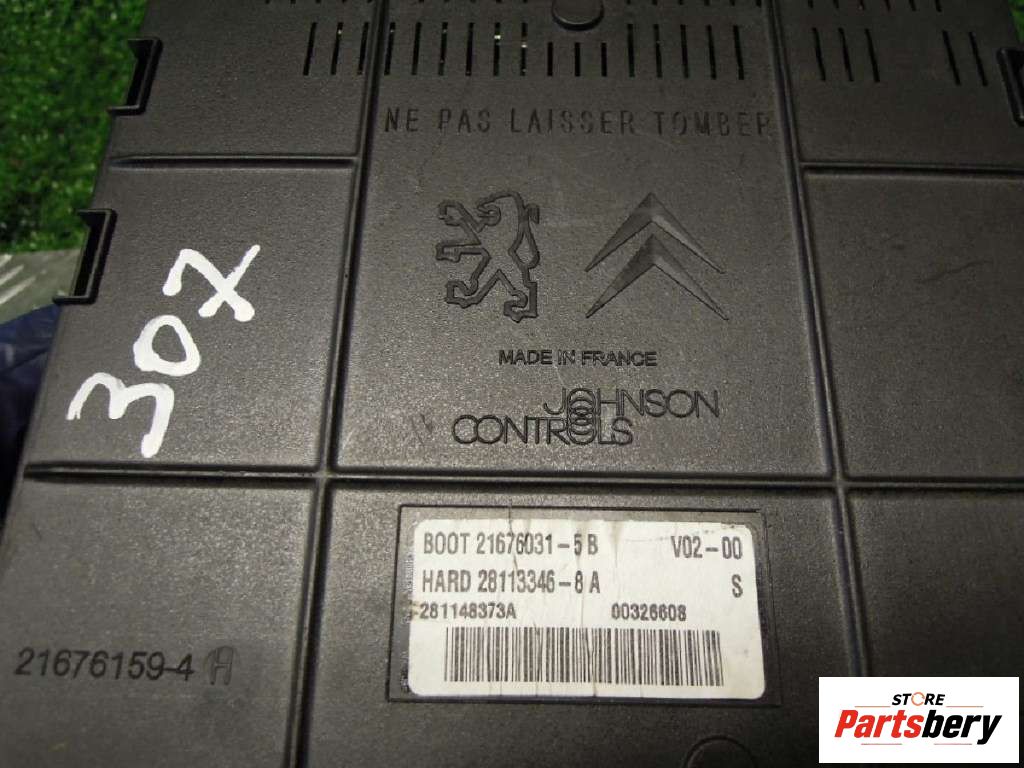 NE PAS LAISSER TOMBER
307
MADE IN FRANCE
JOHNSON
CONTROLS
BOOT 21676031-5 B V02-00
HARD 28113346-8 A S
281148373A 00326608
21676159-4 H
STORE
Partsbery